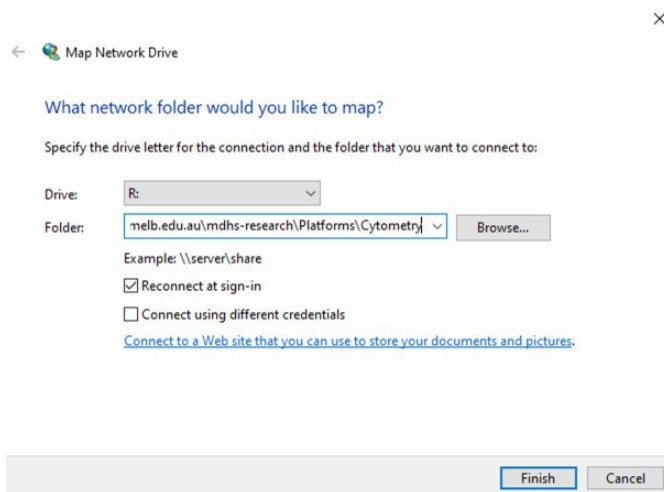 Map Network Drive
What network folder would you like to map?
Specify the drive letter for the connection and the folder that you want to connect to:
Drive: R:
Folder: melb.edu.au\mdhs-research\Platforms\Cytometry Browse...
Example: \\server\share
Reconnect at sign-in
Connect using different credentials
Connect to a Web site that you can use to store your documents and pictures.
Finish Cancel